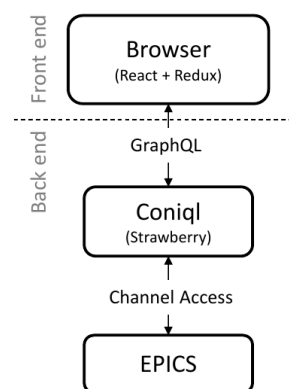 Front end
Browser
(React + Redux)
GraphQL
Back end
Coniql
(Strawberry)
Channel Access
EPICS